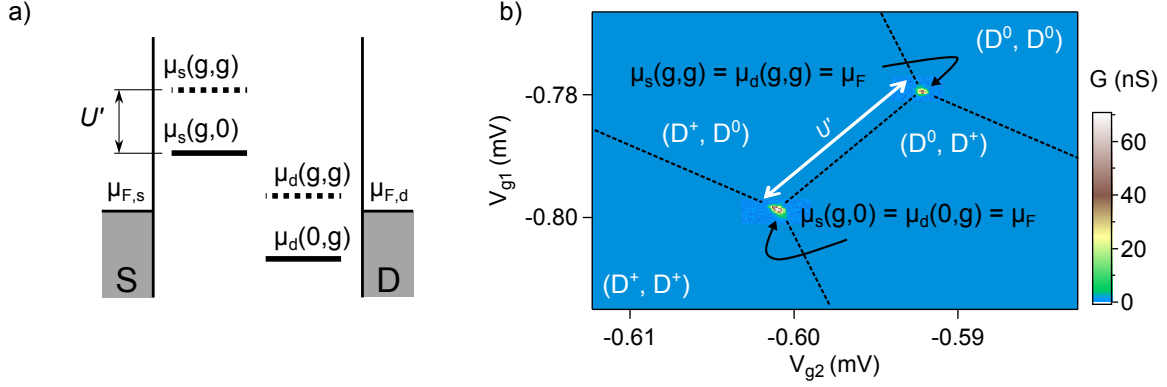 a)
μs(g,g)
U'
μs(g,0)
μd(g,g)
μF,s
μF,d
μd(0,g)
S
D
b)
(D⁰, D⁰)
G (nS)
μs(g,g) = μd(g,g) = μF
60
-0.78
(D⁺, D⁰)
U'
(D⁰, D⁺)
40
Vg1 (mV)
20
-0.80
μs(g,0) = μd(0,g) = μF
(D⁺, D⁺)
0
-0.61
-0.60
-0.59
Vg2 (mV)